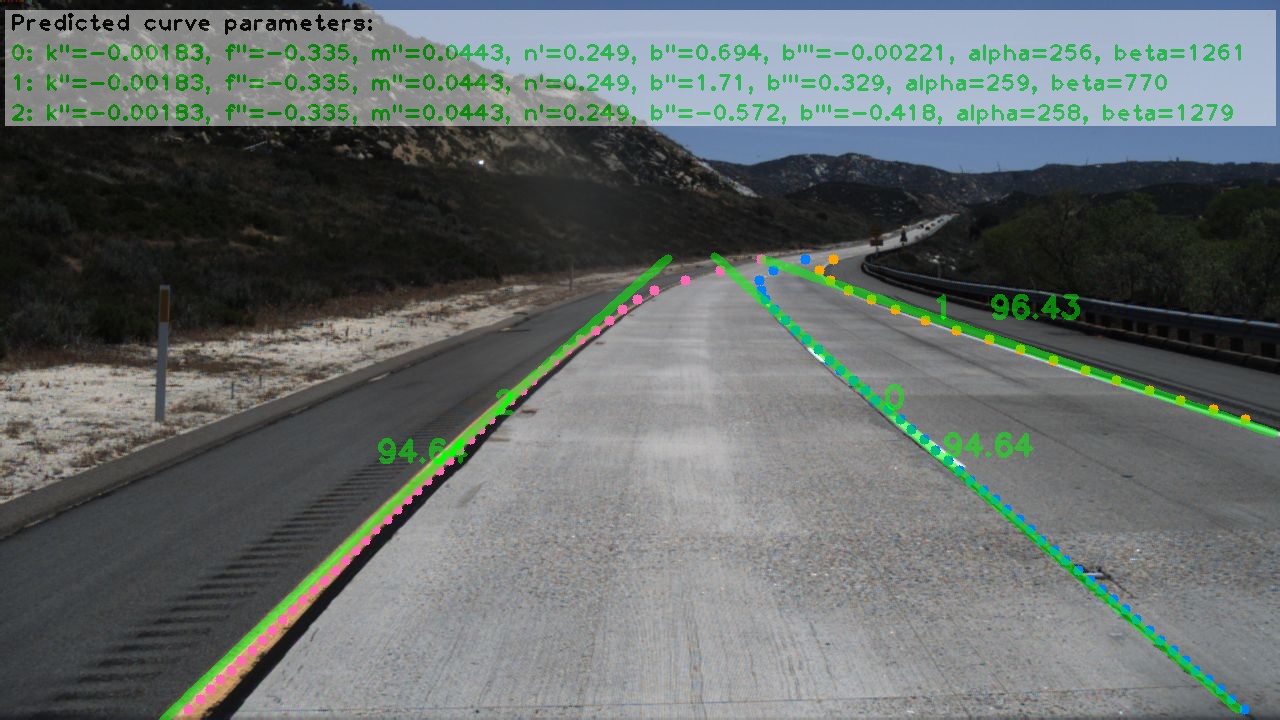 Predicted curve parameters:
0: k''=-0.00183, f''=-0.335, m''=0.0443, n'=0.249, b''=0.694, b'''=-0.00221, alpha=256, beta=1261
1: k''=-0.00183, f''=-0.335, m''=0.0443, n'=0.249, b''=1.71, b'''=0.329, alpha=259, beta=770
2: k''=-0.00183, f''=-0.335, m''=0.0443, n'=0.249, b''=-0.572, b'''=-0.418, alpha=258, beta=1279
1 96.43
2
0
94.64
94.64